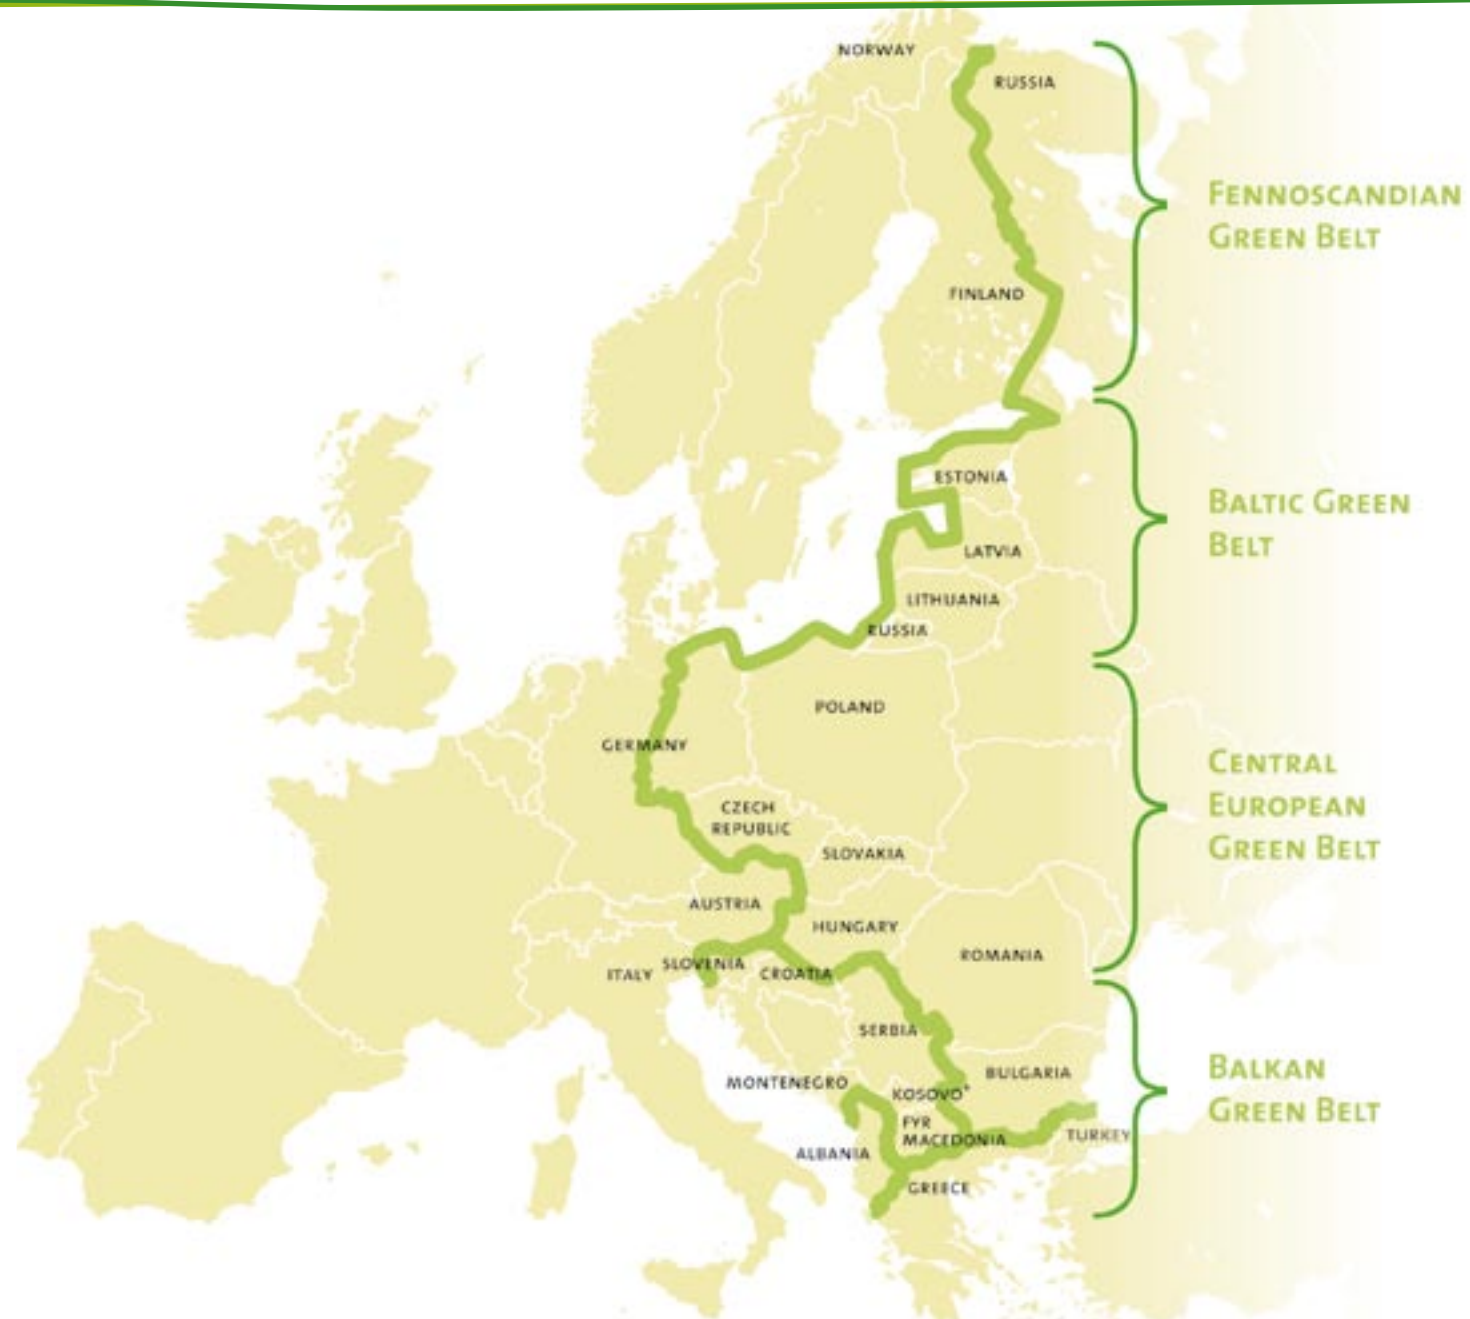 NORWAY
RUSSIA
FENNOSCANDIAN
GREEN BELT
FINLAND
ESTONIA
BALTIC GREEN
BELT
LATVIA
LITHUANIA
RUSSIA
POLAND
GERMANY
CENTRAL
EUROPEAN
GREEN BELT
CZECH
REPUBLIC
SLOVAKIA
AUSTRIA
HUNGARY
ROMANIA
SLOVENIA
ITALY
CROATIA
SERBIA
BULGARIA
MONTENEGRO
KOSOVO*
BALKAN
GREEN BELT
FYR
MACEDONIA
TURKEY
ALBANIA
GREECE